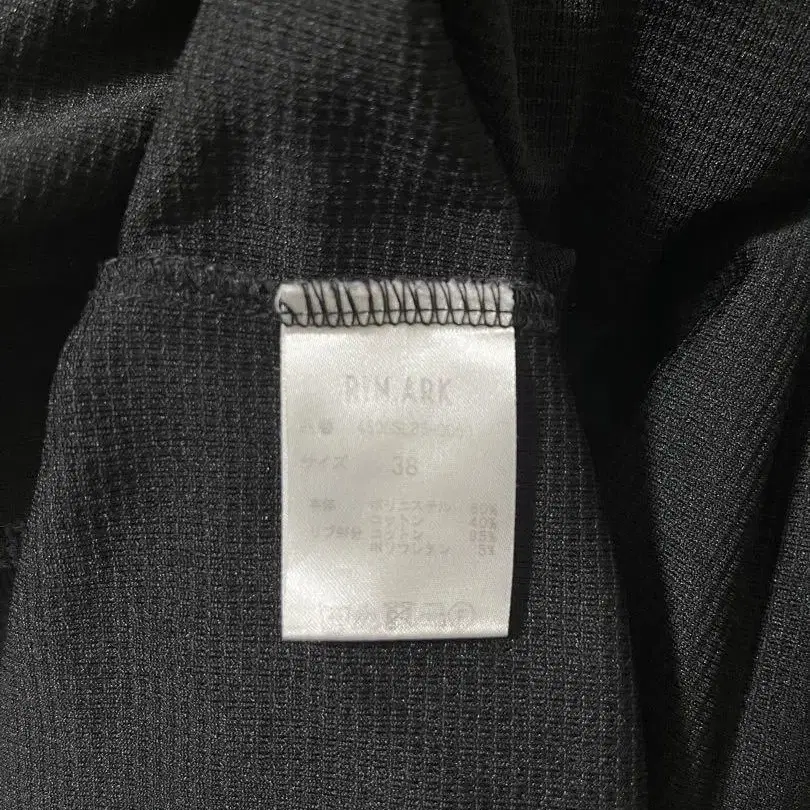 RIM.ARK
品番
サイズ 38
本体 ポリエステル 60%
コットン 40%
リブ部分 コットン 95%
ポリウレタン 5%